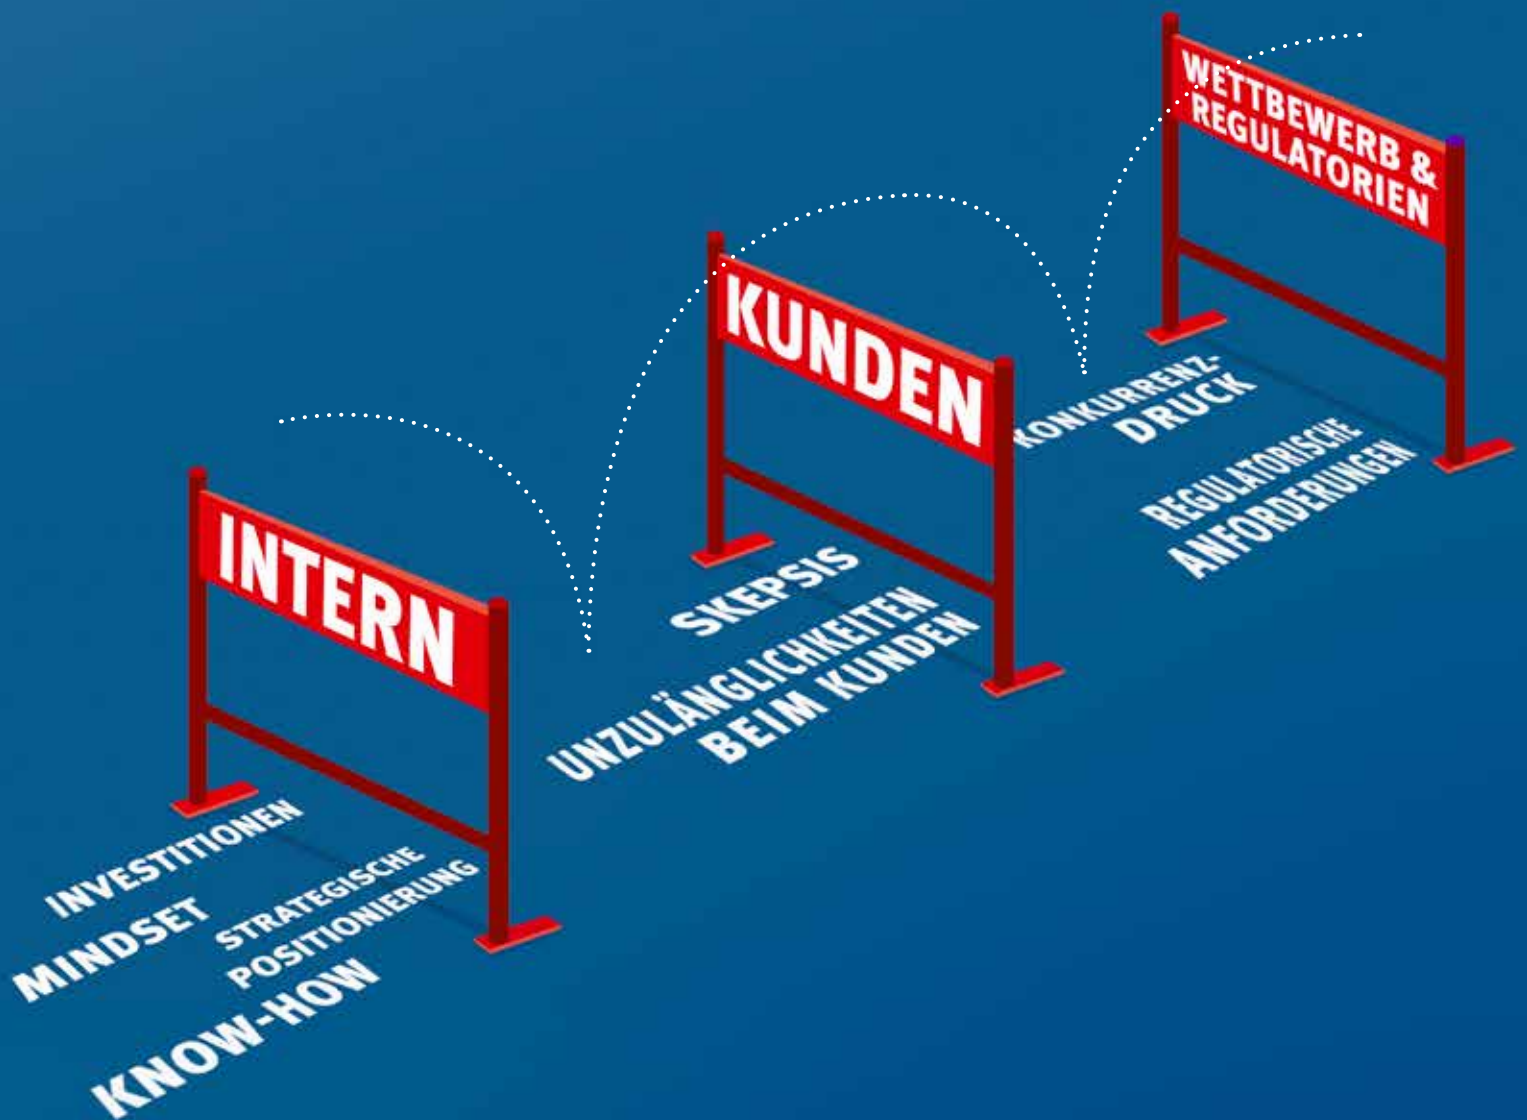 INTERN
INVESTITIONEN
MINDSET
STRATEGISCHE
POSITIONIERUNG
KNOW-HOW
KUNDEN
SKEPSIS
UNZULÄNGLICHKEITEN
BEIM KUNDEN
WETTBEWERB &
REGULATORIEN
KONKURRENZ-
DRUCK
REGULATORISCHE
ANFORDERUNGEN